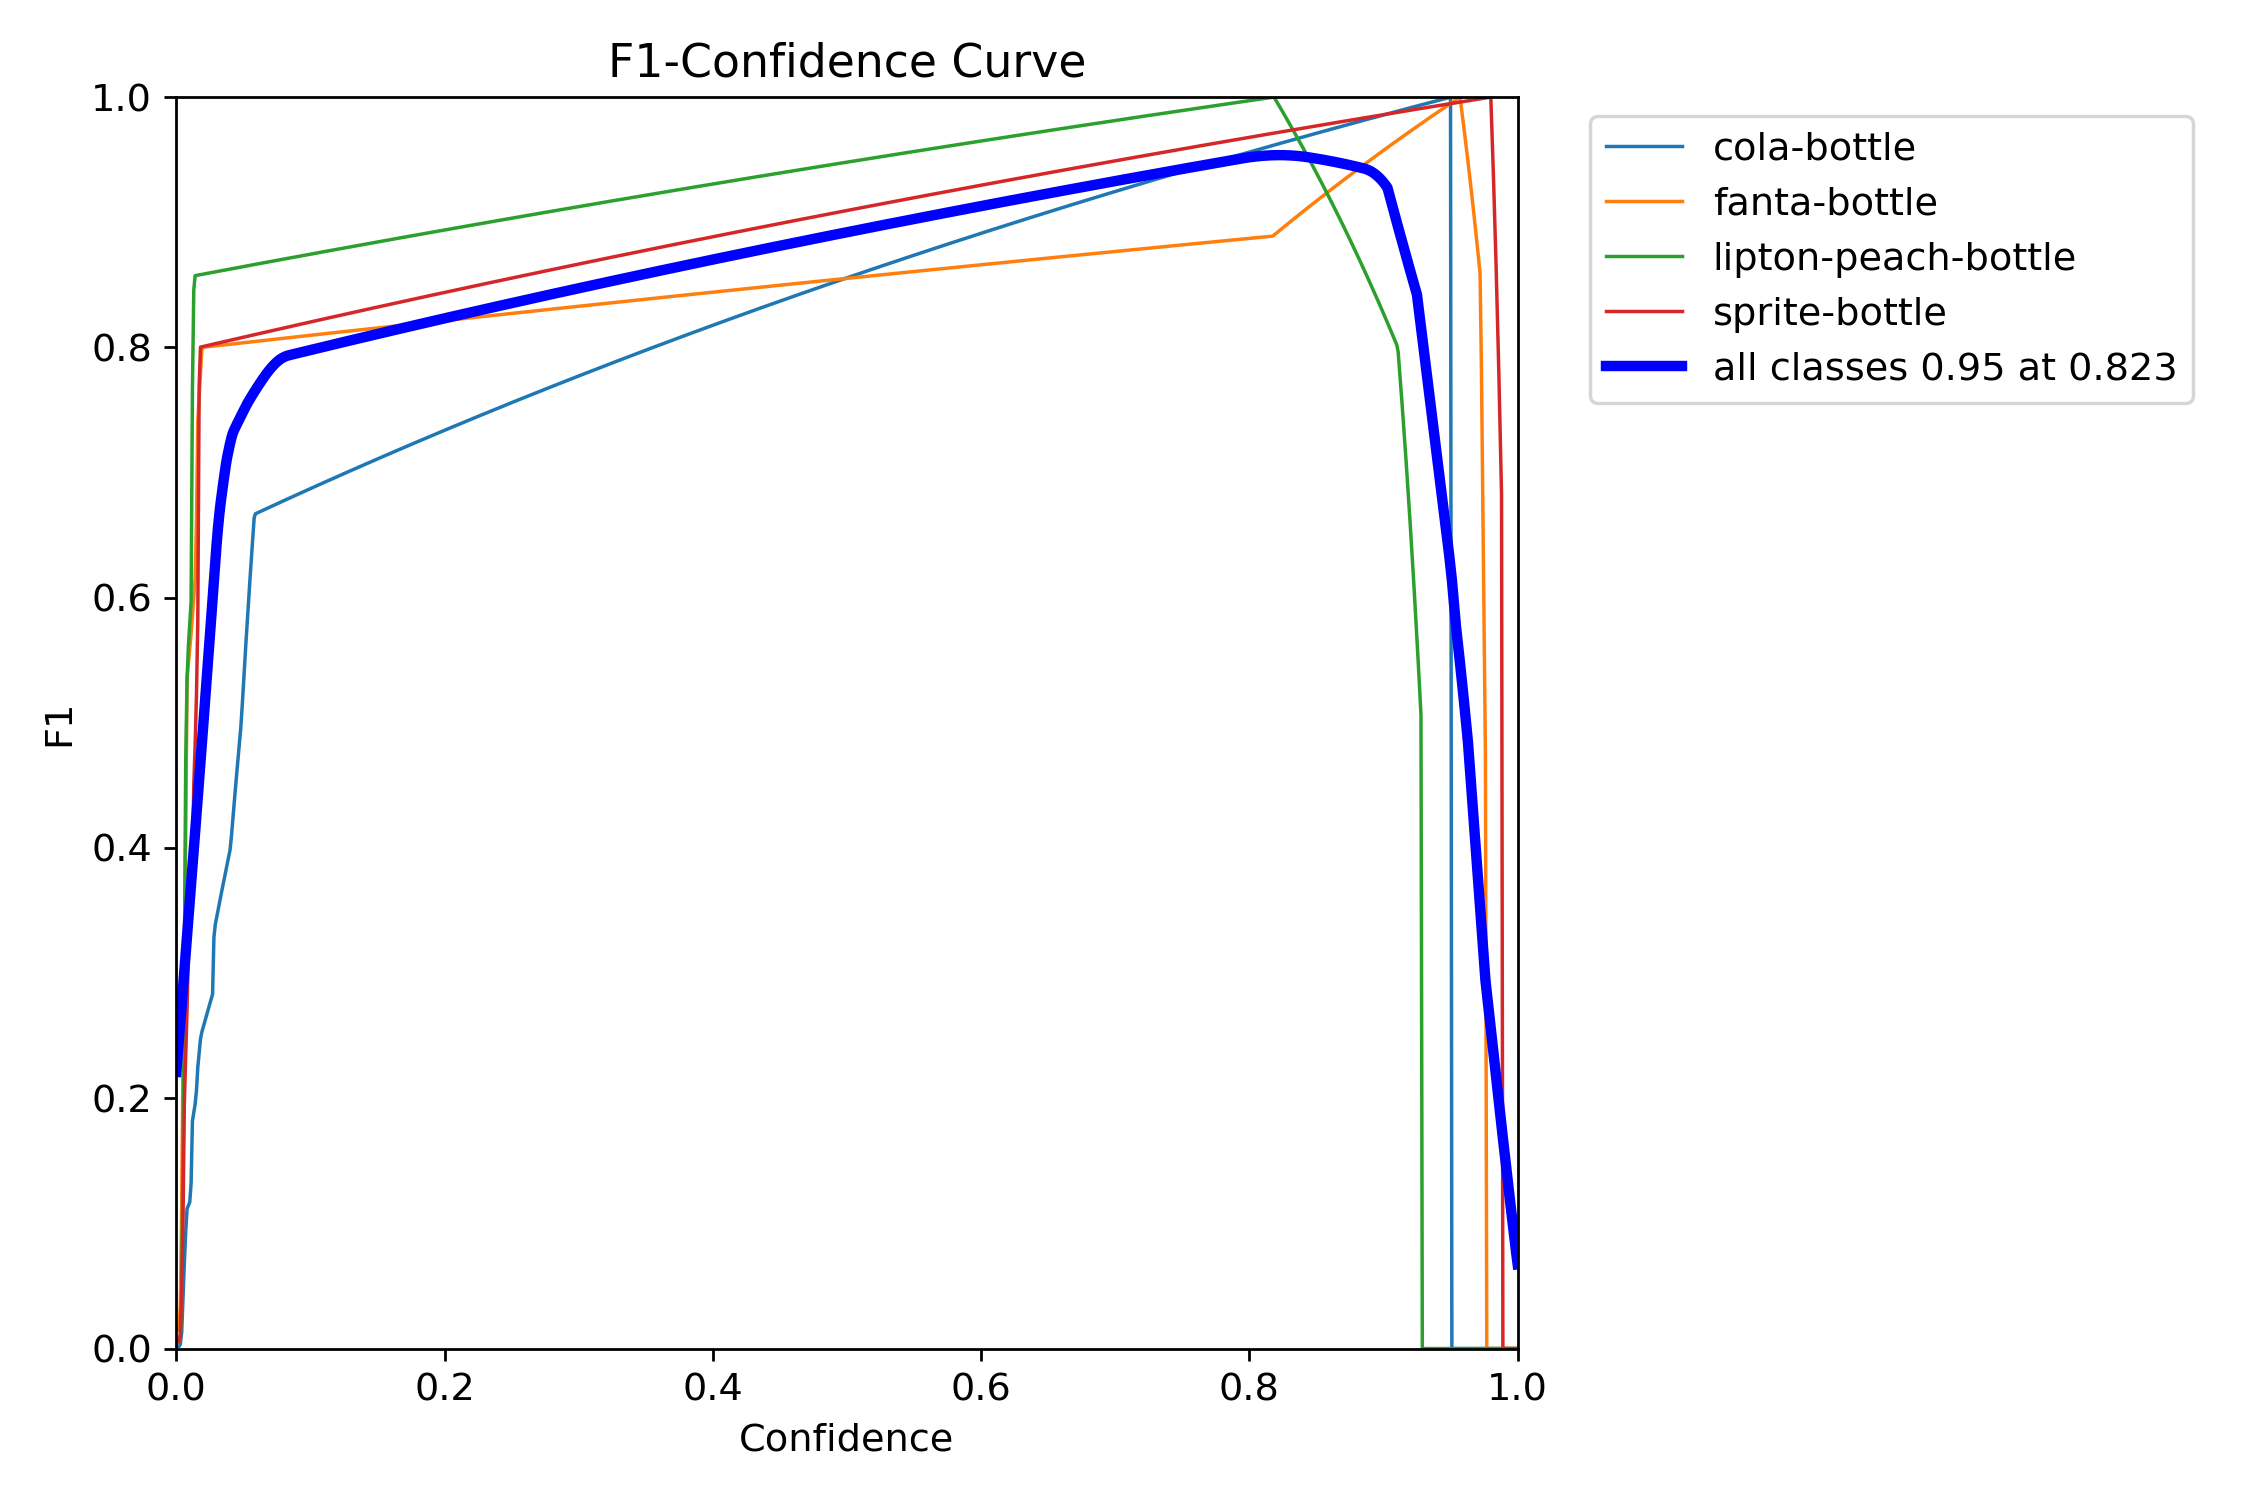 F1-Confidence Curve
1.0
0.8
0.6
0.4
0.2
0.0
F1
0.0 0.2 0.4 0.6 0.8 1.0
Confidence
cola-bottle
fanta-bottle
lipton-peach-bottle
sprite-bottle
all classes 0.95 at 0.823